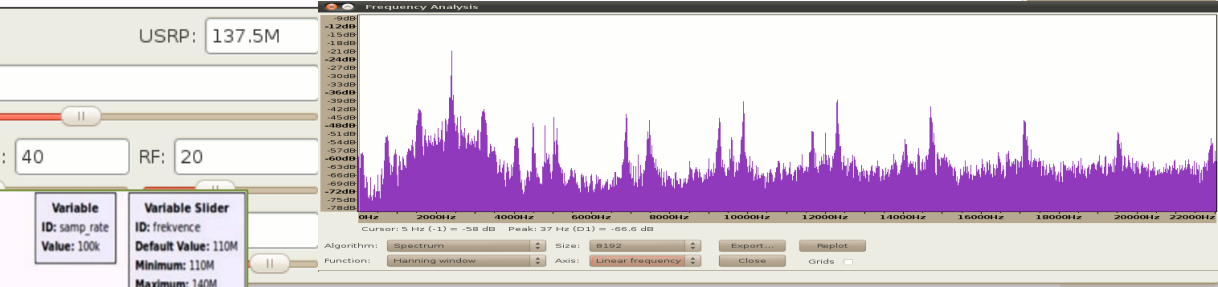 USRP: 137.5M
: 40 RF: 20
Variable
ID: samp_rate
Value: 100k
Variable Slider
ID: frekvence
Default Value: 110M
Minimum: 110M
Maximum: 140M
Frequency Analysis
-9dB
-12dB
-15dB
-18dB
-21dB
-24dB
-27dB
-30dB
-33dB
-36dB
-39dB
-42dB
-45dB
-48dB
-51dB
-54dB
-57dB
-60dB
-63dB
-66dB
-69dB
-72dB
-75dB
-78dB
0Hz 2000Hz 4000Hz 6000Hz 8000Hz 10000Hz 12000Hz 14000Hz 16000Hz 18000Hz 20000Hz 22000Hz
Cursor: 5 Hz (-1) = -58 dB Peak: 37 Hz (D1) = -66.6 dB
Algorithm: Spectrum Size: 8192 Export... Replot
Function: Hanning window Axis: Linear frequency Close Grids